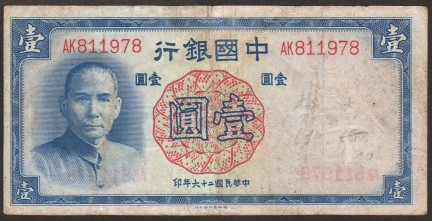 行銀國中
AK811978 AK811978
壹 壹
圓壹 圓壹
圓壹
壹 壹
印年六十二國民華中